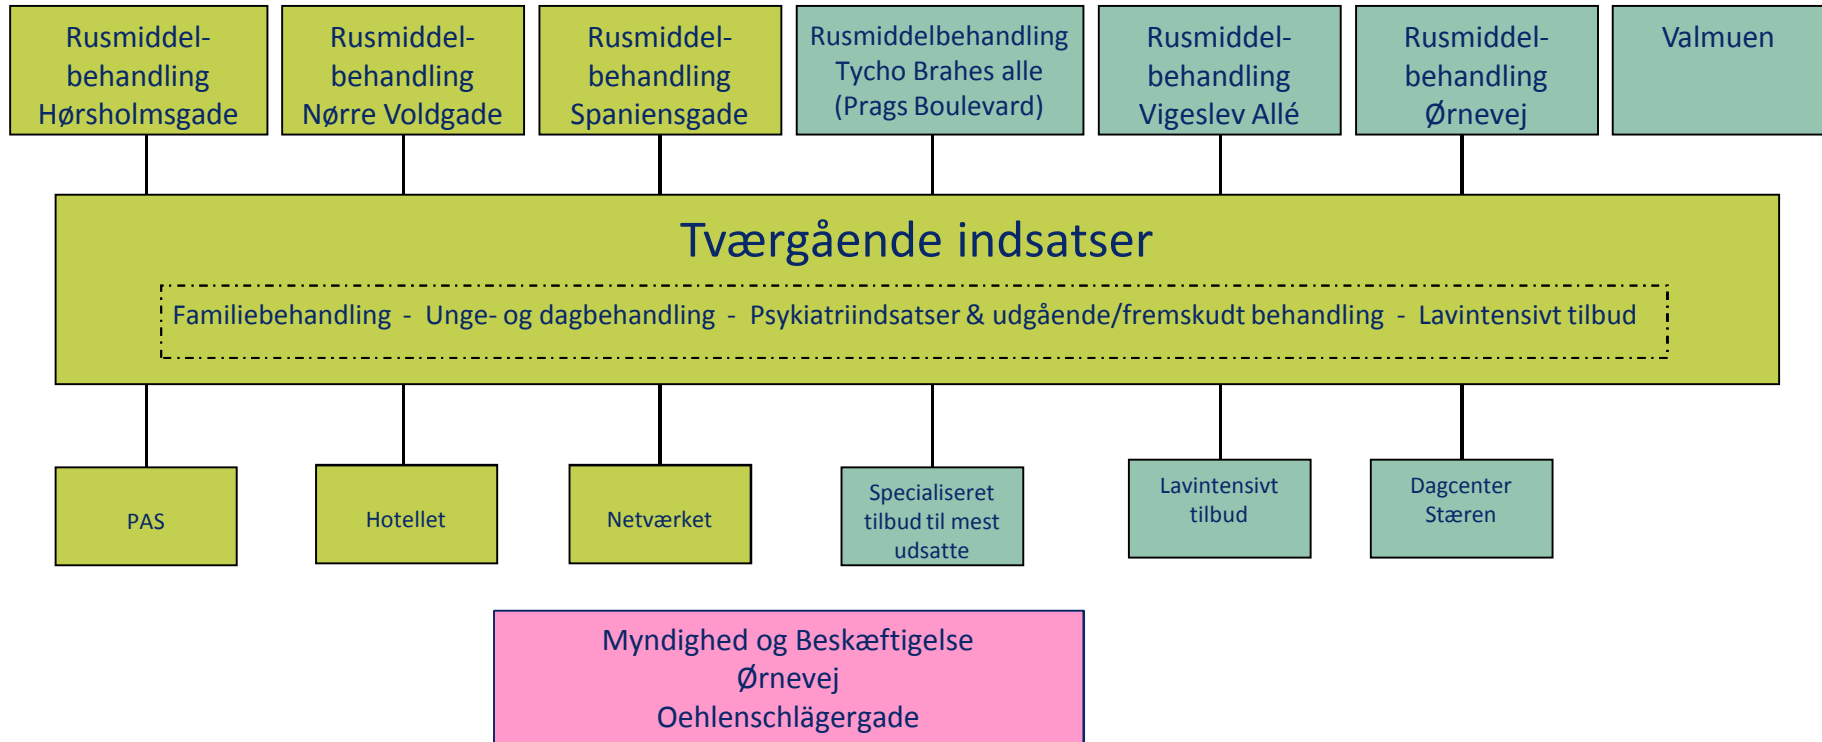 Rusmiddel-
behandling
Hørsholmsgade
Rusmiddel-
behandling
Nørre Voldgade
Rusmiddel-
behandling
Spaniensgade
Rusmiddelbehandling
Tycho Brahes alle
(Prags Boulevard)
Rusmiddel-
behandling
Vigeslev Allé
Rusmiddel-
behandling
Ørnevej
Valmuen
Tværgående indsatser
Familiebehandling - Unge- og dagbehandling - Psykiatriindsatser & udgående/fremskudt behandling - Lavintensivt tilbud
PAS
Hotellet
Netværket
Specialiseret
tilbud til mest
udsatte
Lavintensivt
tilbud
Dagcenter
Stæren
Myndighed og Beskæftigelse
Ørnevej
Oehlenschlägergade